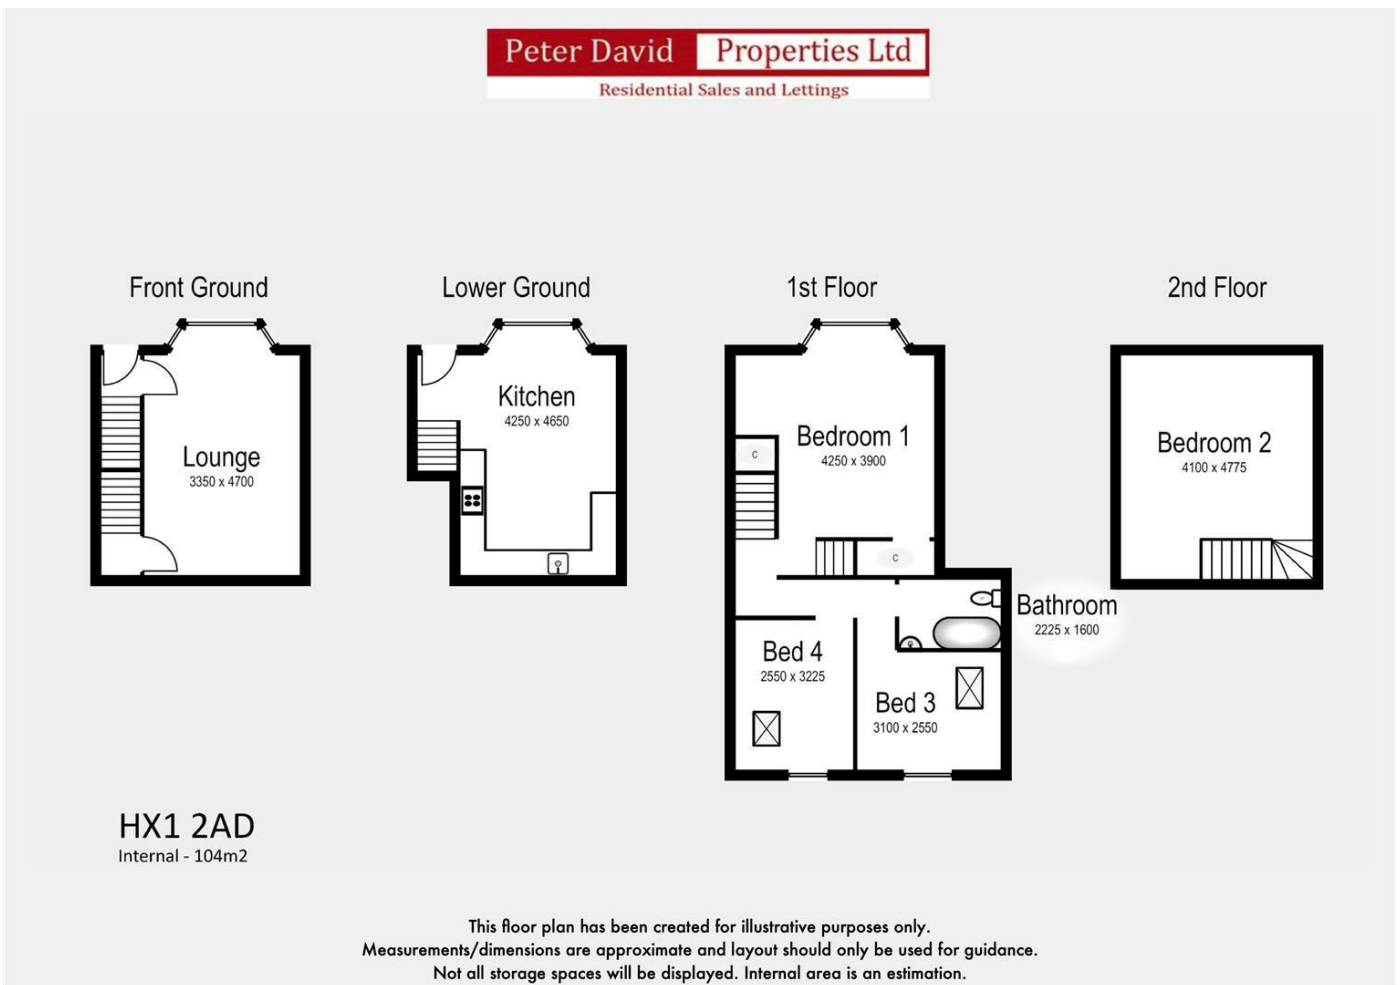 Peter David Properties Ltd
Residential Sales and Lettings
Front Ground
Lower Ground
1st Floor
2nd Floor
Lounge
3350 x 4700
Kitchen
4250 x 4650
C
Bedroom 1
4250 x 3900
C
Bedroom 2
4100 x 4775
Bathroom
2225 x 1600
Bed 4
2550 x 3225
Bed 3
3100 x 2550
HX1 2AD
Internal - 104m2
This floor plan has been created for illustrative purposes only.
Measurements/dimensions are approximate and layout should only be used for guidance.
Not all storage spaces will be displayed. Internal area is an estimation.